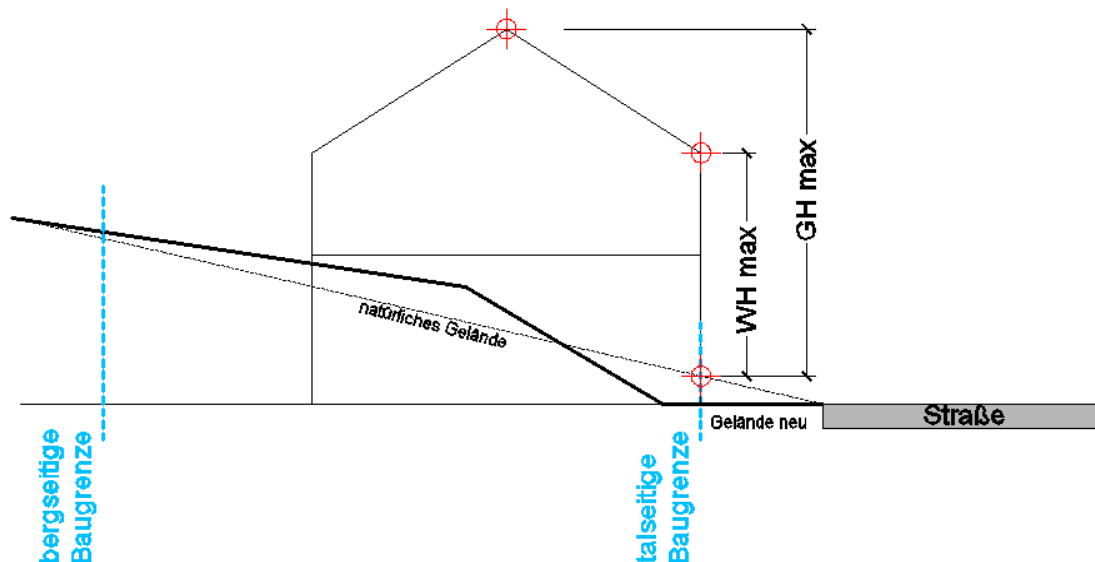 GH max
WH max
natürliches Gelände
Gelände neu
Straße
bergseitige
Baugrenze
talseitige
Baugrenze